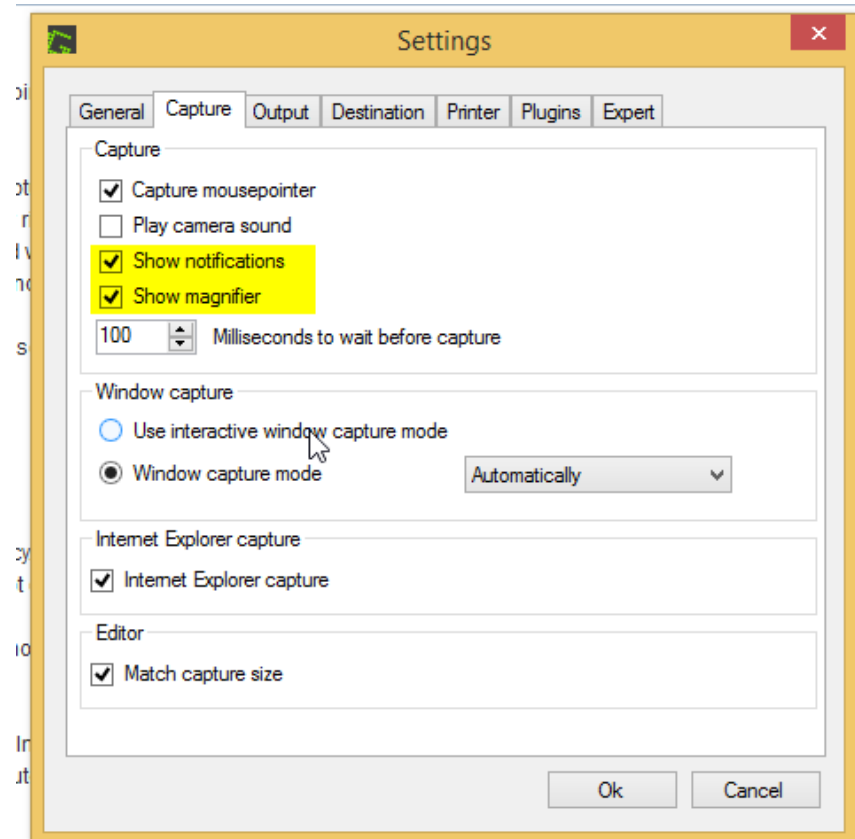 Settings
General Capture Output Destination Printer Plugins Expert
Capture
Capture mousepointer
Play camera sound
Show notifications
Show magnifier
100 Milliseconds to wait before capture
Window capture
Use interactive window capture mode
Window capture mode Automatically
Internet Explorer capture
Internet Explorer capture
Editor
Match capture size
Ok Cancel